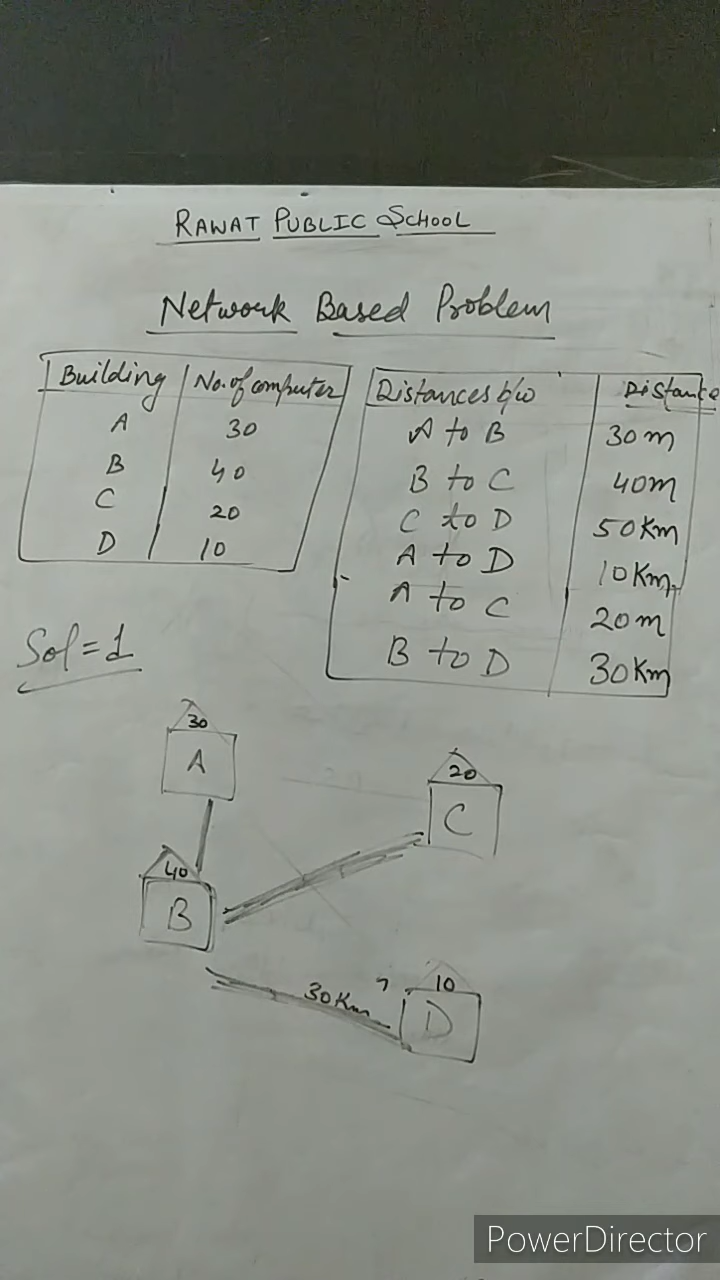 RAWAT PUBLIC SCHOOL
Network Based Problem
Building No. of computer
A 30
B 40
C 20
D 10
Distances b/w Distance
A to B 30m
B to C 40m
C to D 50Km
A to D 10Km
A to C 20m
B to D 30Km
Sol=1
30
A
20
C
40
B
30Km
10
D
PowerDirector